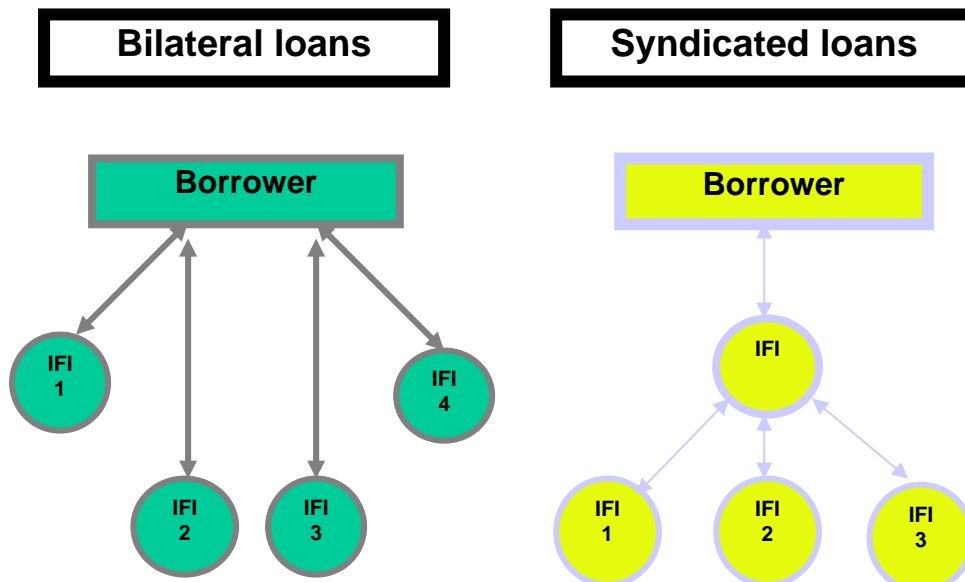 Bilateral loans
Syndicated loans
Borrower
Borrower
IFI
1
IFI
2
IFI
3
IFI
4
IFI
IFI
1
IFI
2
IFI
3